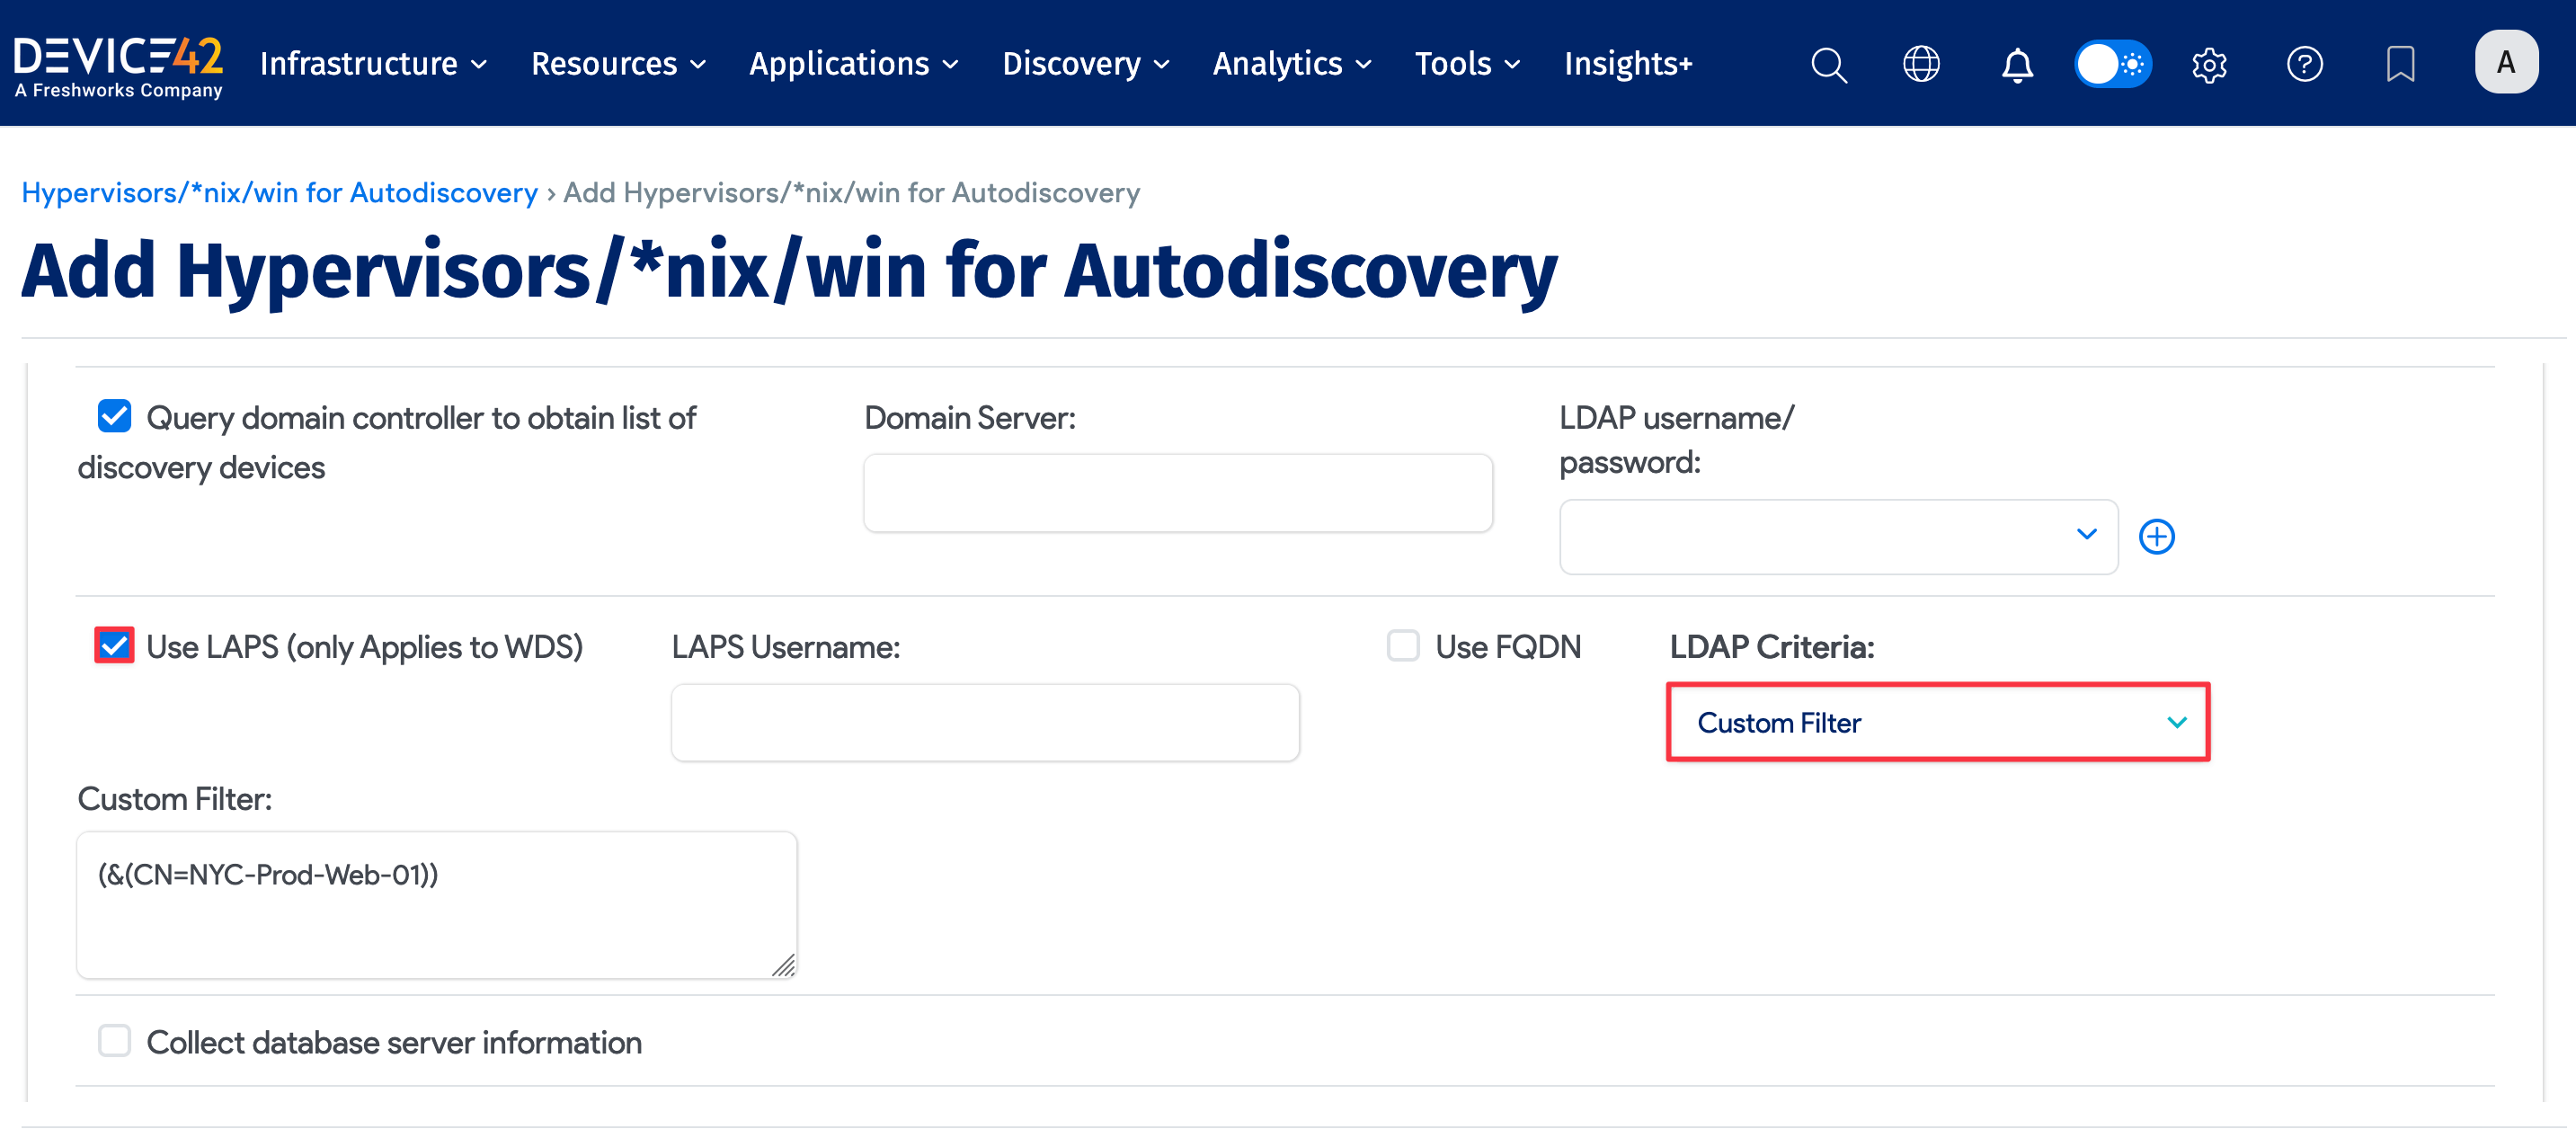 DEVICE42
A Freshworks Company
Infrastructure
Resources
Applications
Discovery
Analytics
Tools
Insights+
A
Hypervisors/*nix/win for Autodiscovery › Add Hypervisors/*nix/win for Autodiscovery
Add Hypervisors/*nix/win for Autodiscovery
Query domain controller to obtain list of
discovery devices
Domain Server:
LDAP username/
password:
Use LAPS (only Applies to WDS)
LAPS Username:
Use FQDN
LDAP Criteria:
Custom Filter
Custom Filter:
(&(CN=NYC-Prod-Web-01))
Collect database server information